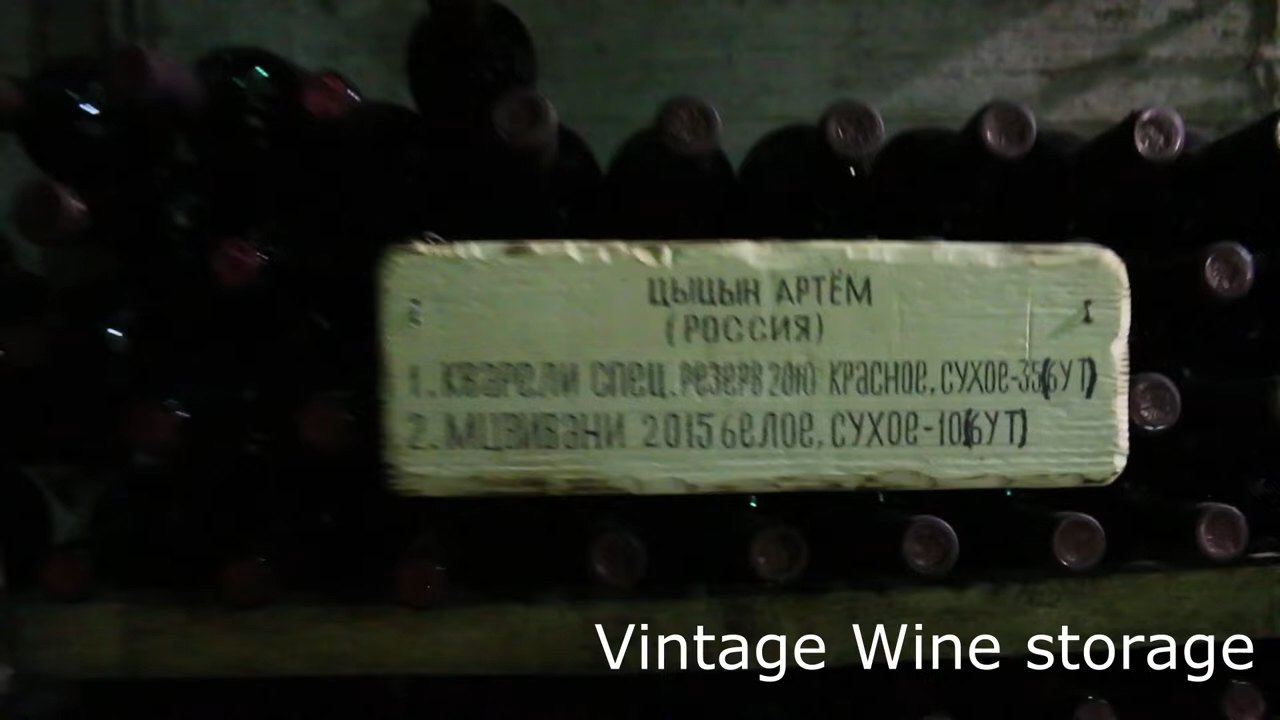 ЦЫЦЫН АРТЁМ
(РОССИЯ)
1. КВАРЕЛИ СПЕЦ. РЕЗЕРВ 2010 КРАСНОЕ, СУХОЕ-35(БУТ)
2. МЦВИВАНИ 2015 БЕЛОЕ, СУХОЕ-10(БУТ)
Vintage Wine storage